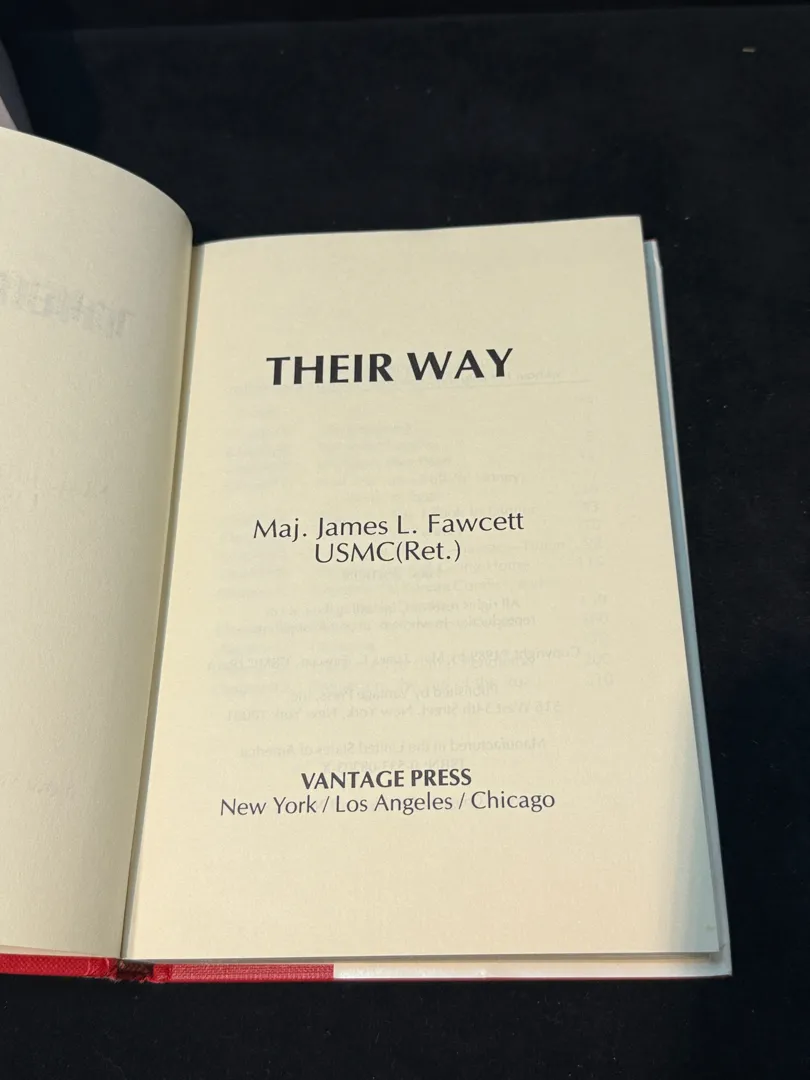 THEIR WAY
Maj. James L. Fawcett
USMC(Ret.)
VANTAGE PRESS
New York / Los Angeles / Chicago